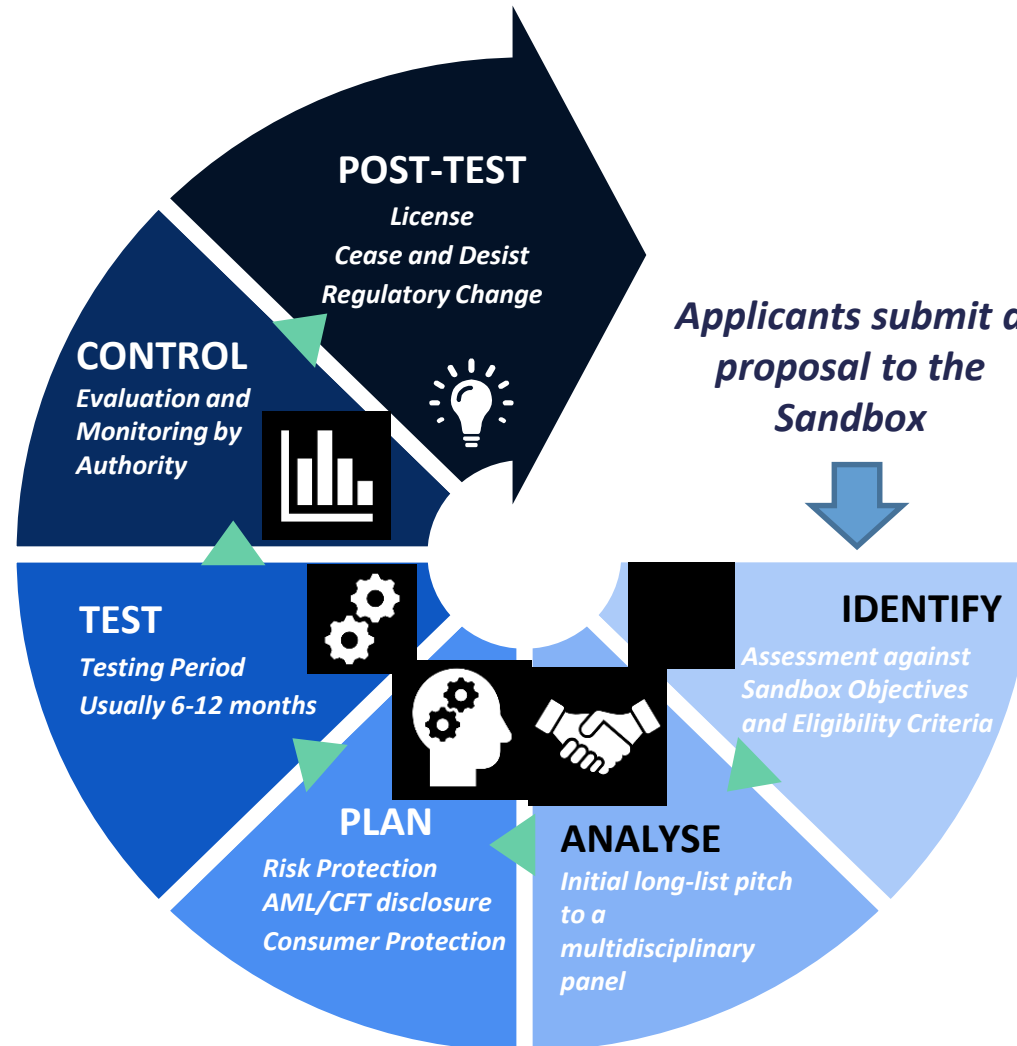 Applicants submit a
proposal to the
Sandbox
IDENTIFY
Assessment against
Sandbox Objectives
and Eligibility Criteria
ANALYSE
Initial long-list pitch
to a
multidisciplinary
panel
PLAN
Risk Protection
AML/CFT disclosure
Consumer Protection
TEST
Testing Period
Usually 6-12 months
CONTROL
Evaluation and
Monitoring by
Authority
POST-TEST
License
Cease and Desist
Regulatory Change